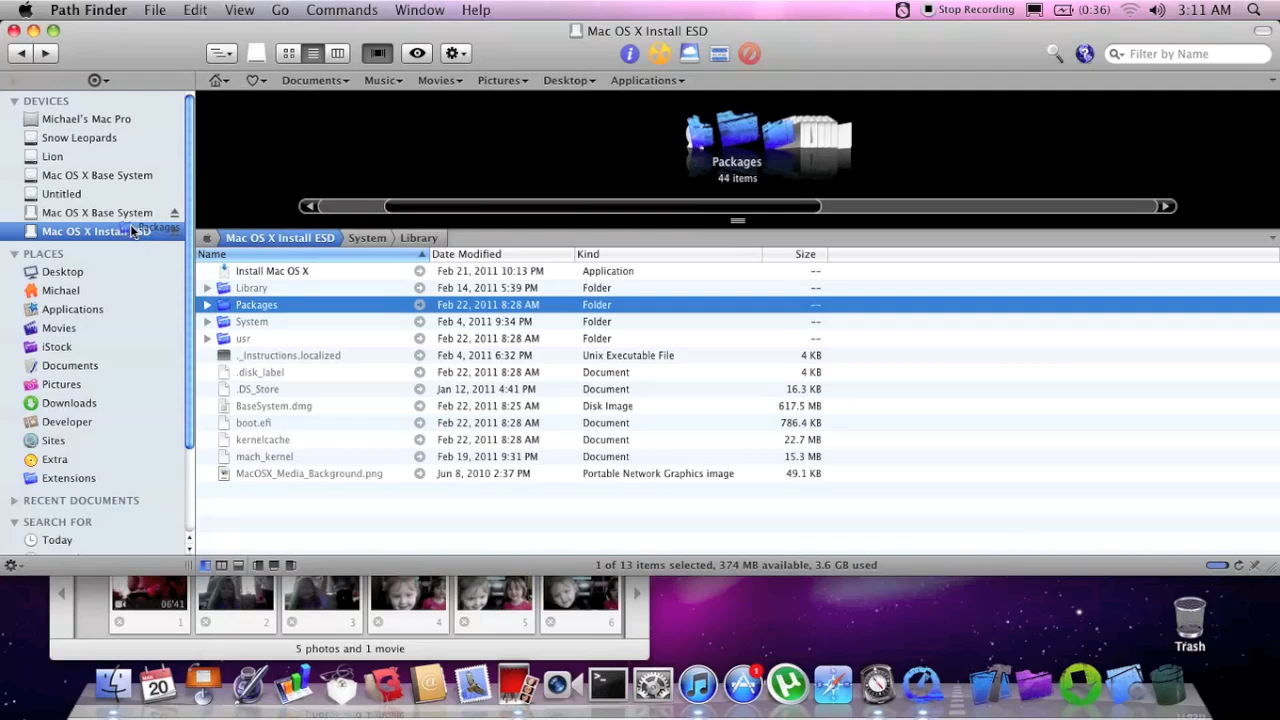 Path Finder File Edit View Go Commands Window Help Stop Recording (0:36) 3:11 AM
Mac OS X Install ESD
Filter by Name
Documents Music Movies Pictures Desktop Applications
DEVICES
Michael's Mac Pro
Snow Leopards
Lion
Mac OS X Base System
Untitled
Mac OS X Base System
Mac OS X Insta... SD Packages
PLACES
Desktop
Michael
Applications
Movies
iStock
Documents
Pictures
Downloads
Developer
Sites
Extra
Extensions
RECENT DOCUMENTS
SEARCH FOR
Today
Packages
44 items
Mac OS X Install ESD System Library
Name Date Modified Kind Size
Install Mac OS X Feb 21, 2011 10:13 PM Application --
Library Feb 14, 2011 5:39 PM Folder --
Packages Feb 22, 2011 8:28 AM Folder --
System Feb 4, 2011 9:34 PM Folder --
usr Feb 22, 2011 8:28 AM Folder --
._Instructions.localized Feb 4, 2011 6:32 PM Unix Executable File 4 KB
.disk_label Feb 22, 2011 8:28 AM Document 4 KB
.DS_Store Jan 12, 2011 4:41 PM Document 16.3 KB
BaseSystem.dmg Feb 22, 2011 8:25 AM Disk Image 617.5 MB
boot.efi Feb 22, 2011 8:28 AM Document 786.4 KB
kernelcache Feb 22, 2011 8:28 AM Document 22.7 MB
mach_kernel Feb 19, 2011 9:31 PM Document 15.3 MB
MacOSX_Media_Background.png Jun 8, 2010 2:37 PM Portable Network Graphics image 49.1 KB
1 of 13 items selected, 374 MB available, 3.6 GB used
06'41
1 2 3 4 5 6
5 photos and 1 movie
Trash
20
1